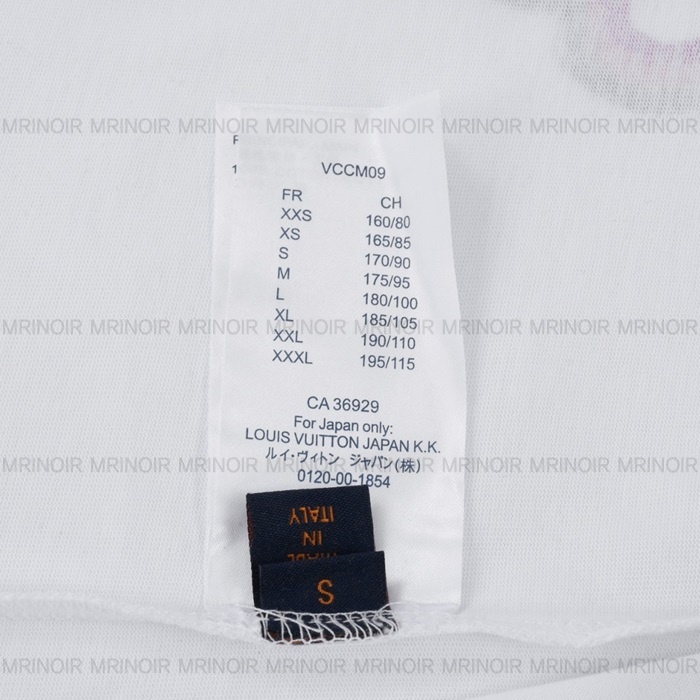 MRINOIR MRINOIR MRINOIR MRINOIR MRINOIR MRINOIR MRINOIR MRINOIR
VCCM09
FR CH
XXS 160/80
XS 165/85
S 170/90
M 175/95
L 180/100
XL 185/105
XXL 190/110
XXXL 195/115
MRINOIR MRINOIR MRINOIR MRINOIR MRINOIR MRINOIR MRINOIR MRINOIR
CA 36929
For Japan only:
LOUIS VUITTON JAPAN K.K.
ルイ・ヴィトン ジャパン(株)
0120-00-1854
MRINOIR MRINOIR MRINOIR MRINOIR MRINOIR MRINOIR MRINOIR MRINOIR
MADE
IN
ITALY
S
MRINOIR MRINOIR MRINOIR MRINOIR MRINOIR MRINOIR MRINOIR MRINOIR